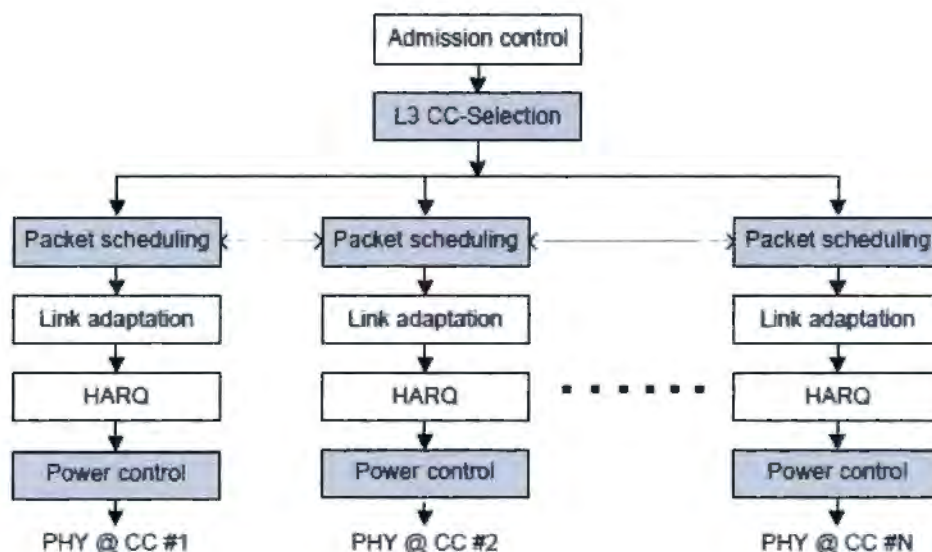 Admission control
L3 CC-Selection
Packet scheduling
Packet scheduling
Packet scheduling
Link adaptation
Link adaptation
Link adaptation
HARQ
HARQ
HARQ
Power control
Power control
Power control
PHY @ CC #1
PHY @ CC #2
PHY @ CC #N